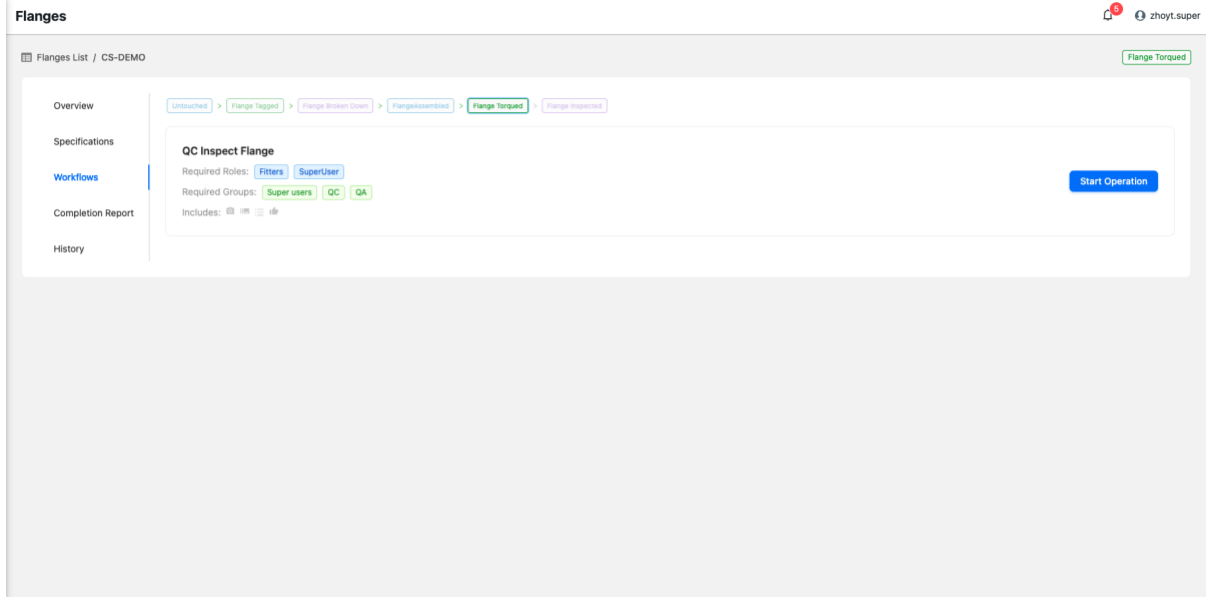 Flanges
5
zhoyt.super
Flanges List / CS-DEMO
Flange Torqued
Overview
Specifications
Workflows
Completion Report
History
Untouched > Flange Tagged > Flange Broken Down > FlangeAssembled > Flange Torqued > Flange Inspected
QC Inspect Flange
Required Roles: Fitters SuperUser
Required Groups: Super users QC QA
Includes:
Start Operation